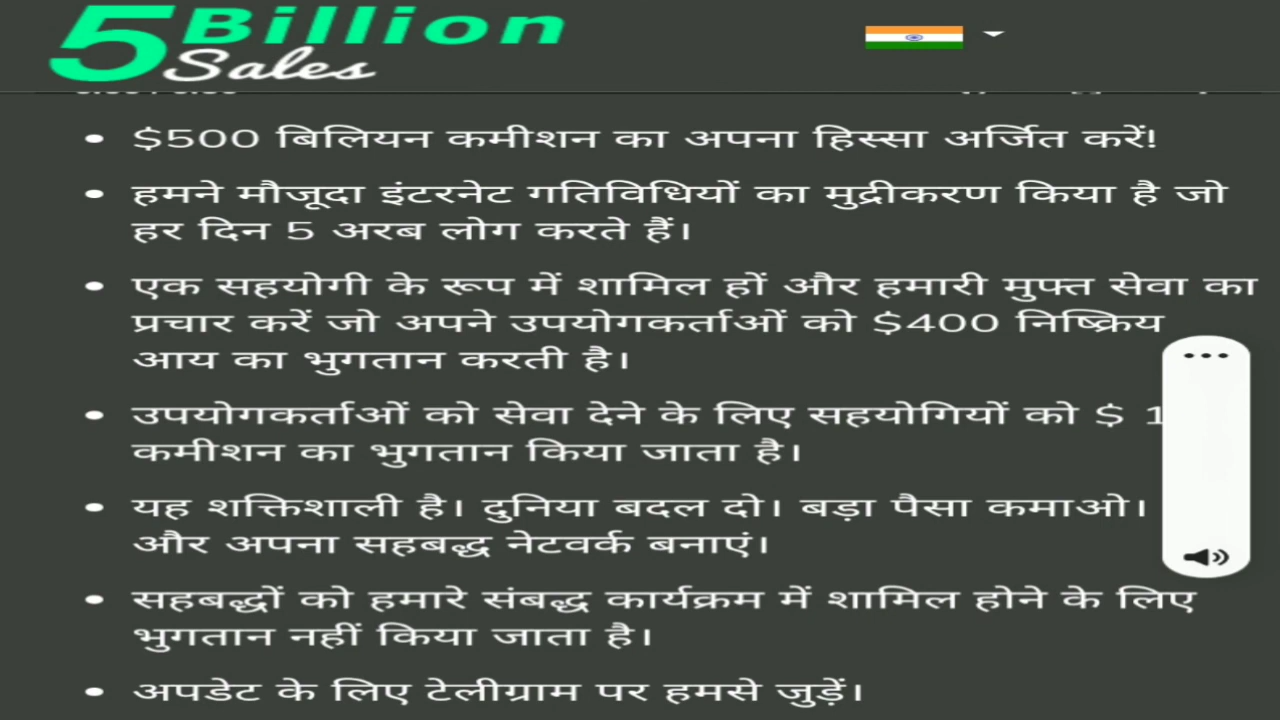 5 Billion
Sales
• $500 बिलियन कमीशन का अपना हिस्सा अर्जित करें!
• हमने मौजूदा इंटरनेट गतिविधियों का मुद्रीकरण किया है जो
हर दिन 5 अरब लोग करते हैं।
• एक सहयोगी के रूप में शामिल हों और हमारी मुफ्त सेवा का
प्रचार करें जो अपने उपयोगकर्ताओं को $400 निष्क्रिय
आय का भुगतान करती है।
• उपयोगकर्ताओं को सेवा देने के लिए सहयोगियों को $
कमीशन का भुगतान किया जाता है।
• यह शक्तिशाली है। दुनिया बदल दो। बड़ा पैसा कमाओ।
और अपना सहबद्ध नेटवर्क बनाएं।
• सहबद्धों को हमारे संबद्ध कार्यक्रम में शामिल होने के लिए
भुगतान नहीं किया जाता है।
• अपडेट के लिए टेलीग्राम पर हमसे जुड़ें।